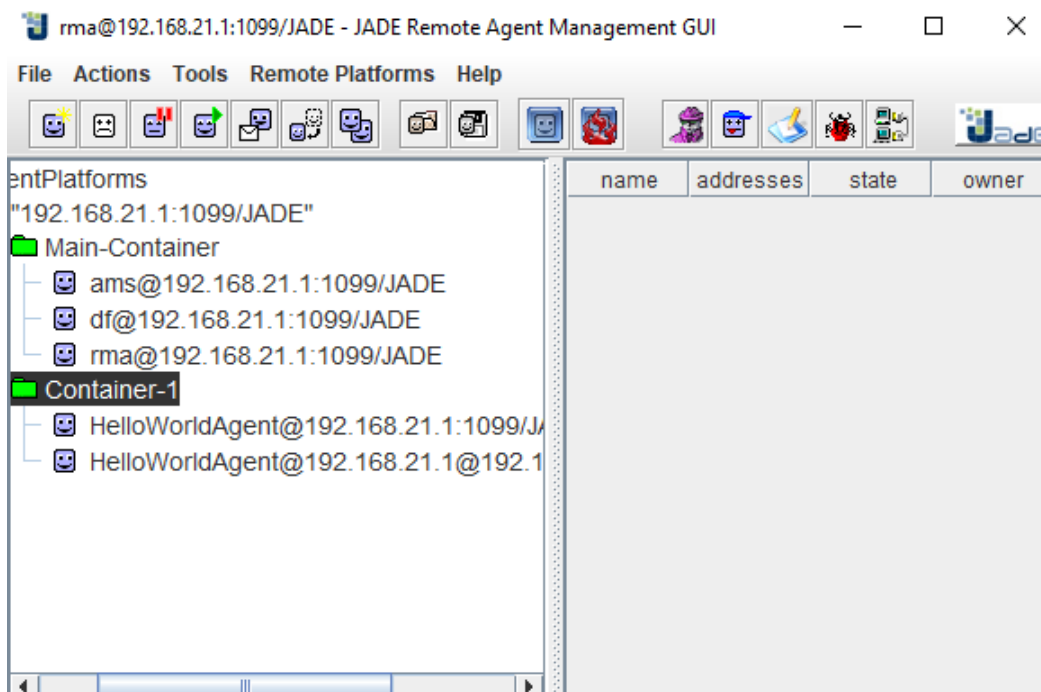 rma@192.168.21.1:1099/JADE - JADE Remote Agent Management GUI
File Actions Tools Remote Platforms Help
Jade
entPlatforms
"192.168.21.1:1099/JADE"
Main-Container
ams@192.168.21.1:1099/JADE
df@192.168.21.1:1099/JADE
rma@192.168.21.1:1099/JADE
Container-1
HelloWorldAgent@192.168.21.1:1099/JA
HelloWorldAgent@192.168.21.1@192.1
name addresses state owner